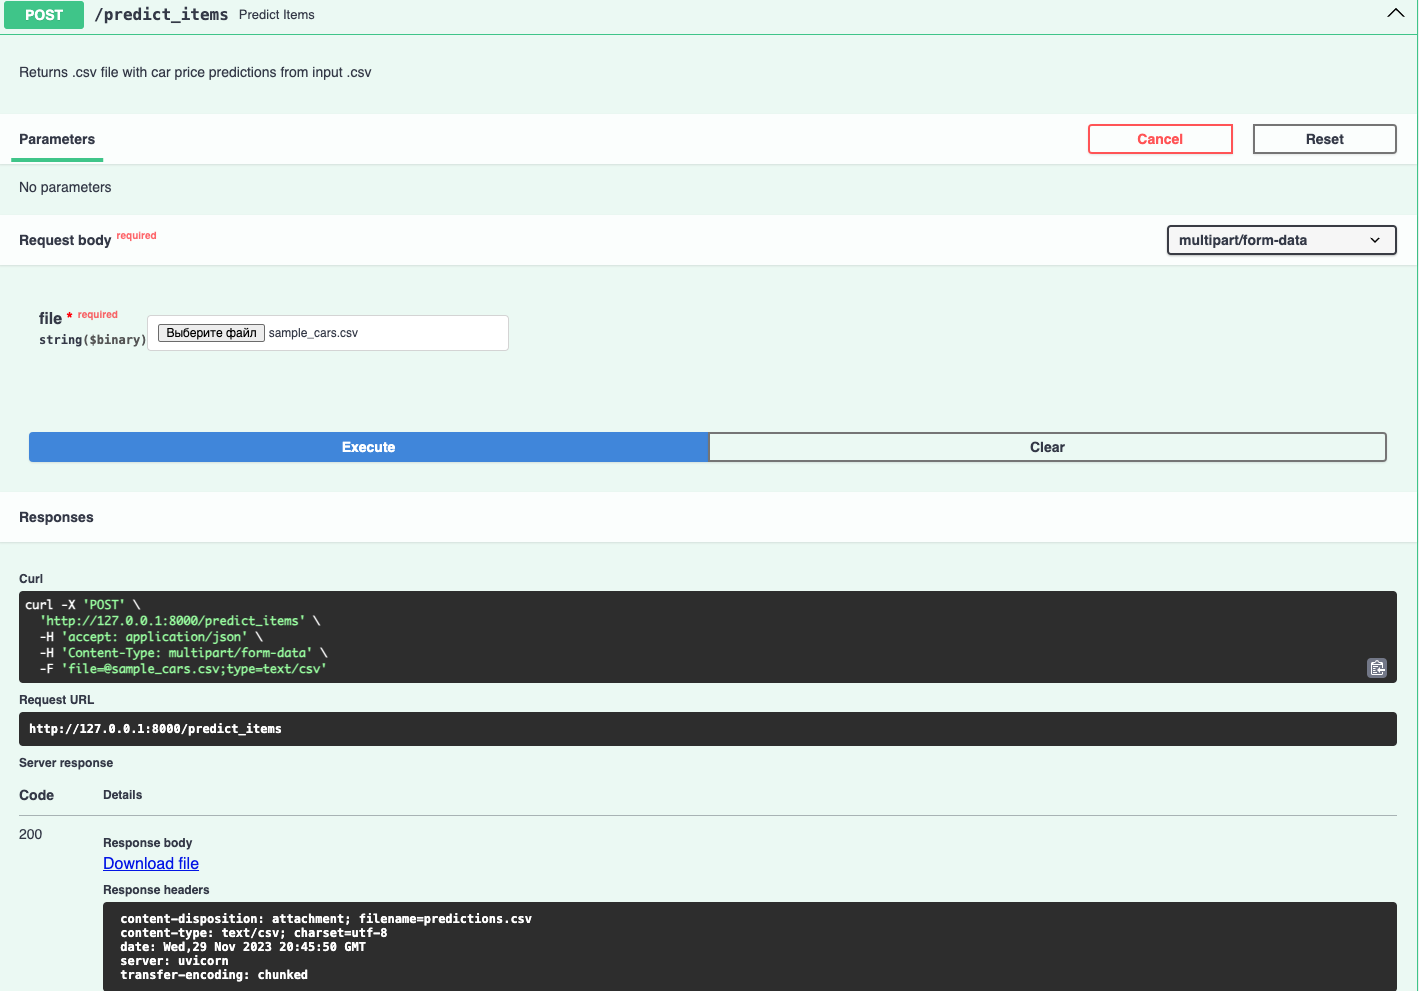 POST /predict_items Predict Items
Returns .csv file with car price predictions from input .csv
Parameters Cancel Reset
No parameters
Request body required multipart/form-data
file * required
string($binary) Выберите файл sample_cars.csv
Execute Clear
Responses
Curl
curl -X 'POST' \
'http://127.0.0.1:8000/predict_items' \
-H 'accept: application/json' \
-H 'Content-Type: multipart/form-data' \
-F 'file=@sample_cars.csv;type=text/csv'
Request URL
http://127.0.0.1:8000/predict_items
Server response
Code Details
200
Response body
Download file
Response headers
content-disposition: attachment; filename=predictions.csv
content-type: text/csv; charset=utf-8
date: Wed,29 Nov 2023 20:45:50 GMT
server: uvicorn
transfer-encoding: chunked